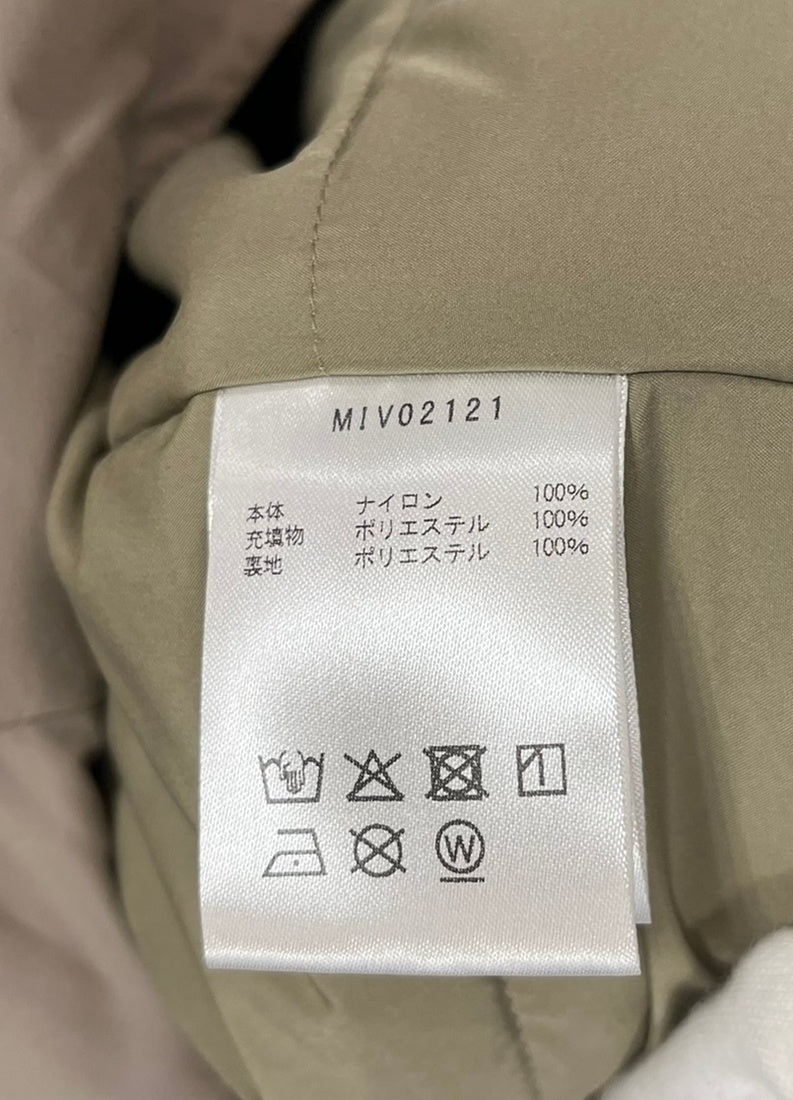 MIV02121
本体 ナイロン 100%
充填物 ポリエステル 100%
裏地 ポリエステル 100%
W